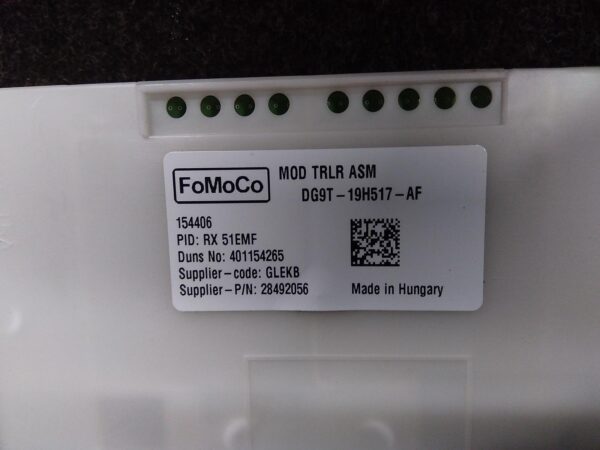 FoMoCo
MOD TRLR ASM
DG9T-19H517-AF
154406
PID: RX 51EMF
Duns No: 401154265
Supplier-code: GLEKB
Supplier-P/N: 28492056
Made in Hungary